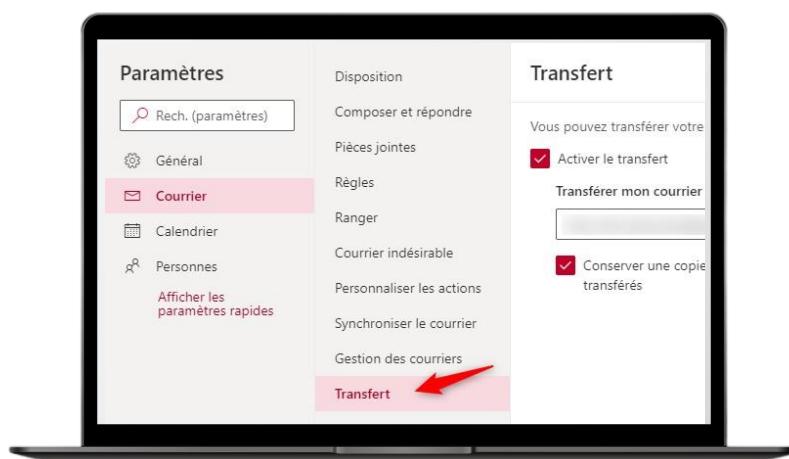 Paramètres
Rech. (paramètres)
Général
Courrier
Calendrier
Personnes
Afficher les
paramètres rapides
Disposition
Composer et répondre
Pièces jointes
Règles
Ranger
Courrier indésirable
Personnaliser les actions
Synchroniser le courrier
Gestion des courriers
Transfert
Transfert
Vous pouvez transférer votre
Activer le transfert
Transférer mon courrier
Conserver une copie
transférés